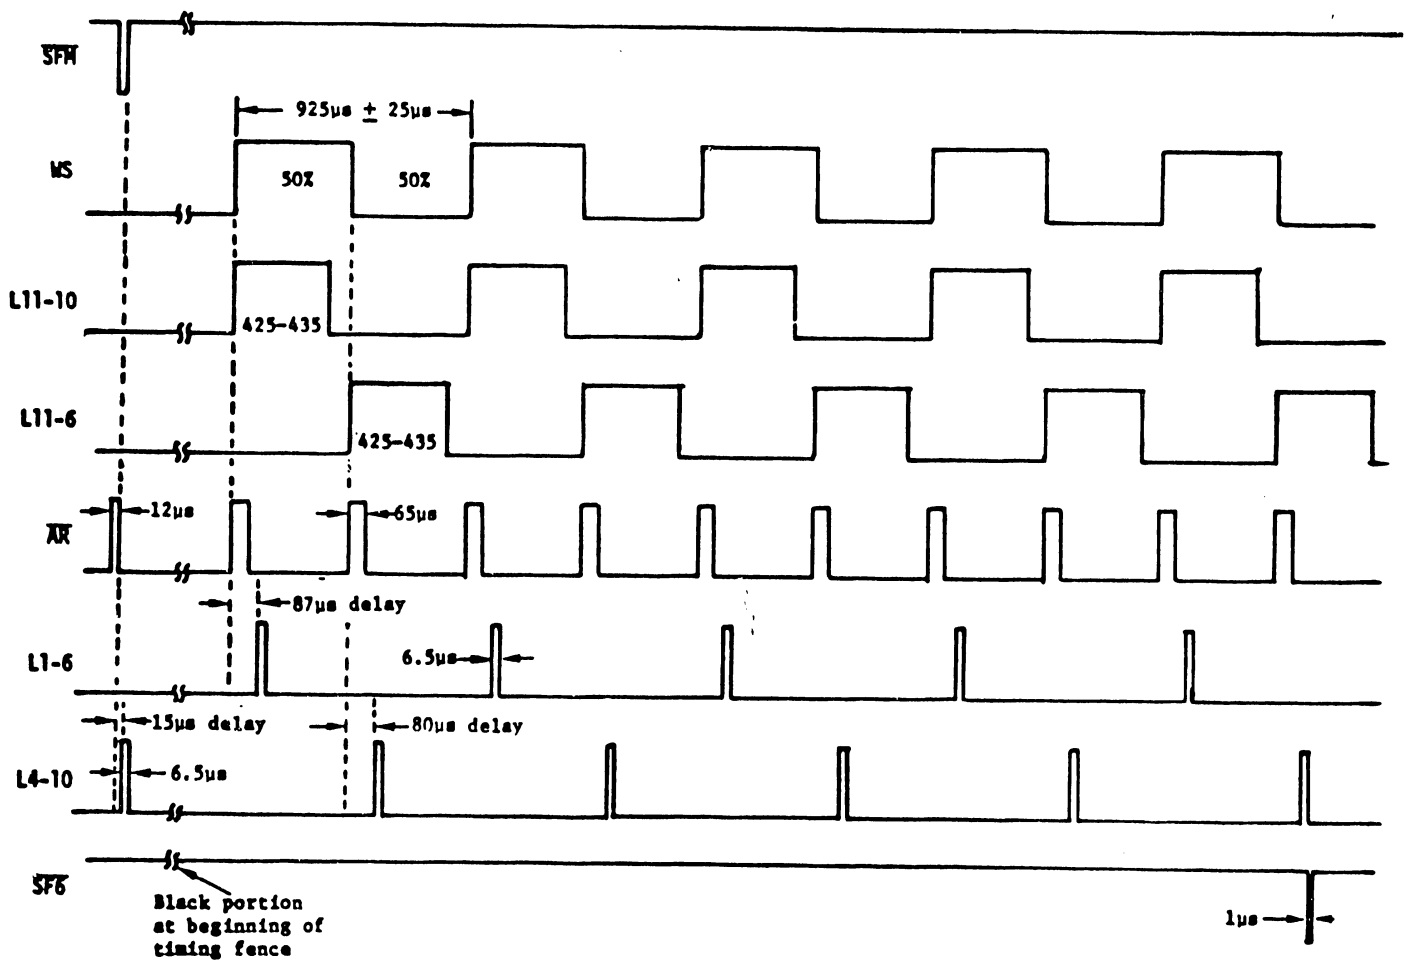 SFM
925μs ± 25μs
WS
50% 50%
L11-10
425-435
L11-6
425-435
AR
12μs
65μs
87μs delay
L1-6
6.5μs
15μs delay
80μs delay
L4-10
6.5μs
SF6
Black portion
at beginning of
timing fence
1μs